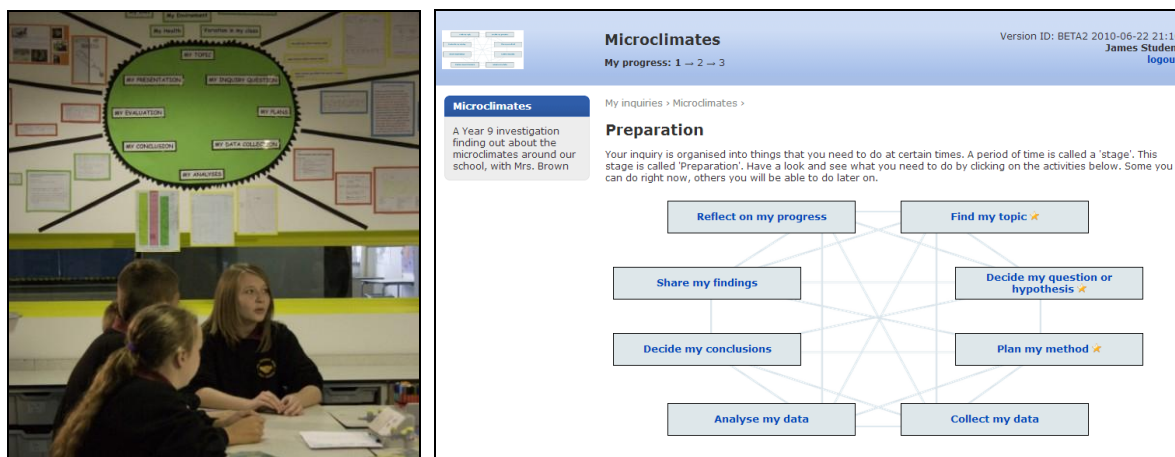 My Environment
My Health
Variation in my class
MY TOPIC
MY PRESENTATION
MY INQUIRY QUESTION
MY EVALUATION
MY PLANS
MY CONCLUSION
MY DATA COLLECTION
MY ANALYSIS
Microclimates
My progress: 1 → 2 → 3
Version ID: BETA2 2010-06-22 21:1
James Studen
logou
Microclimates
A Year 9 investigation
finding out about the
microclimates around our
school, with Mrs. Brown
My inquiries › Microclimates ›
Preparation
Your inquiry is organised into things that you need to do at certain times. A period of time is called a 'stage'. This
stage is called 'Preparation'. Have a look and see what you need to do by clicking on the activities below. Some you
can do right now, others you will be able to do later on.
Reflect on my progress
Find my topic
Share my findings
Decide my question or
hypothesis
Decide my conclusions
Plan my method
Analyse my data
Collect my data